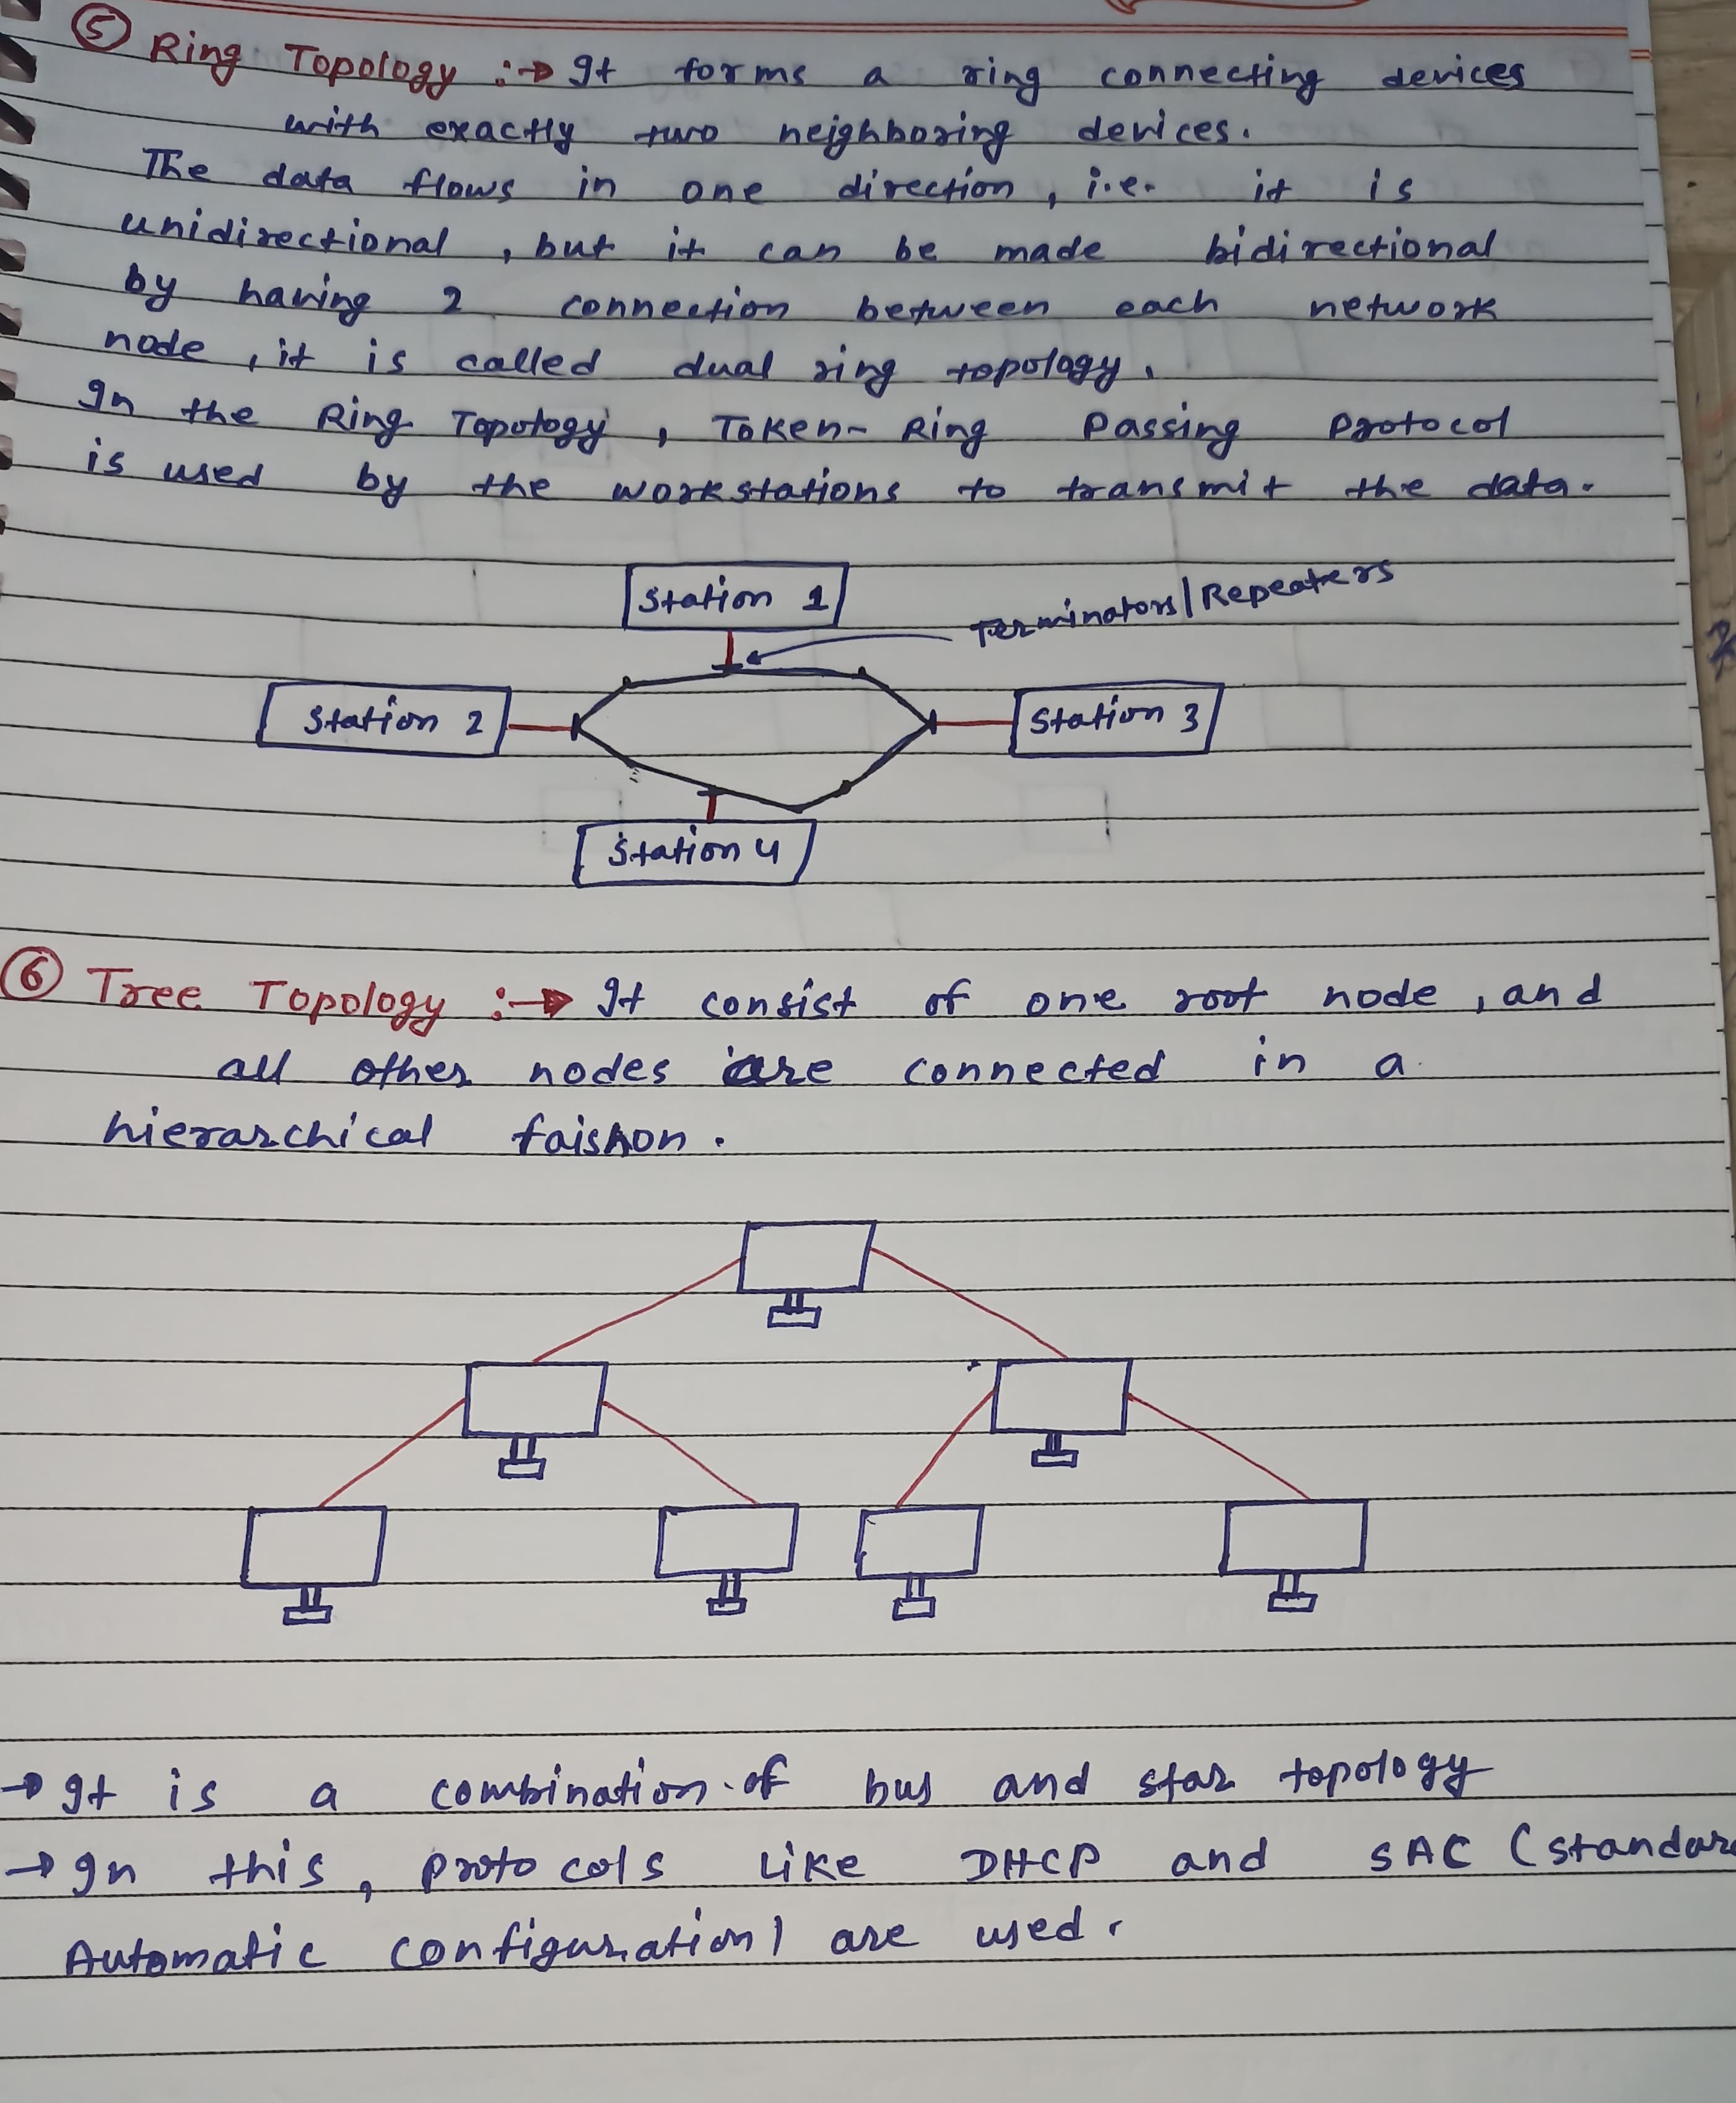 5 Ring Topology :→ It forms a ring connecting devices
with exactly two neighboring devices.
The data flows in one direction, i.e. it is
unidirectional, but it can be made bidirectional
by having 2 connection between each network
node, it is called dual ring topology.
In the Ring Topology, Token-Ring Passing Protocol
is used by the workstations to transmit the data.
Station 1
Terminators/Repeaters
Station 2
Station 3
Station 4
6 Tree Topology :→ It consist of one root node, and
all other nodes are connected in a
hierarchical faishon.
→ It is a combination of bus and star topology
→ In this, protocols like DHCP and SAC (standar
Automatic configuration) are used.